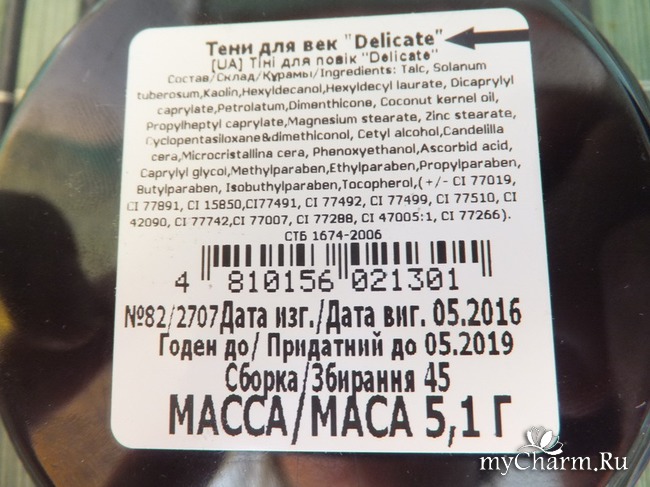 Тени для век "Delicate"
[UA] Тіні для повік "Delicate"
Состав/Склад/Құрамы/Ingredients: Talc, Solanum
tuberosum,Kaolin,Hexyldecanol,Hexyldecyl laurate, Dicaprylyl
caprylate,Petrolatum,Dimenthicone, Coconut kernel oil,
Propylheptyl caprylate,Magnesium stearate, Zinc stearate,
Cyclopentasiloxane&dimethiconol, Cetyl alcohol,Candelilla
cera,Microcristallina cera, Phenoxyethanol,Ascorbid acid,
Caprylyl glycol,Methylparaben,Ethylparaben,Propylparaben,
Butylparaben, Isobuthylparaben,Tocopherol,( +/- CI 77019,
CI 77891, CI 15850,CI77491, CI 77492, CI 77499, CI 77510, CI
42090, CI 77742,CI 77007, CI 77288, CI 47005:1, CI 77266).
СТБ 1674-2006
4 810156 021301
№82/2707Дата изг./Дата виг. 05.2016
Годен до/ Придатний до 05.2019
Сборка/Збирання 45
МАССА/МАСА 5,1 Г
myCharm.Ru